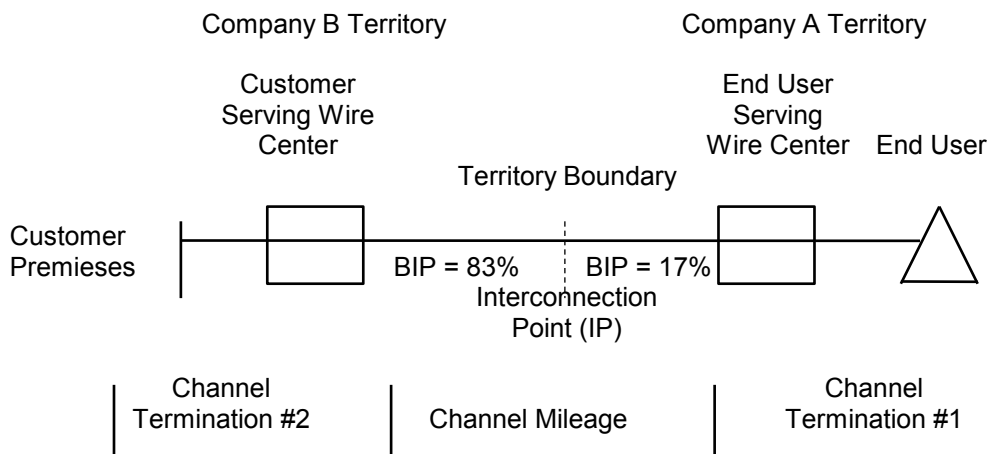 Company B Territory
Company A Territory
Customer
Serving Wire
Center
End User
Serving
Wire Center
End User
Territory Boundary
Customer
Premieses
BIP = 83%
BIP = 17%
Interconnection
Point (IP)
Channel
Termination #2
Channel Mileage
Channel
Termination #1